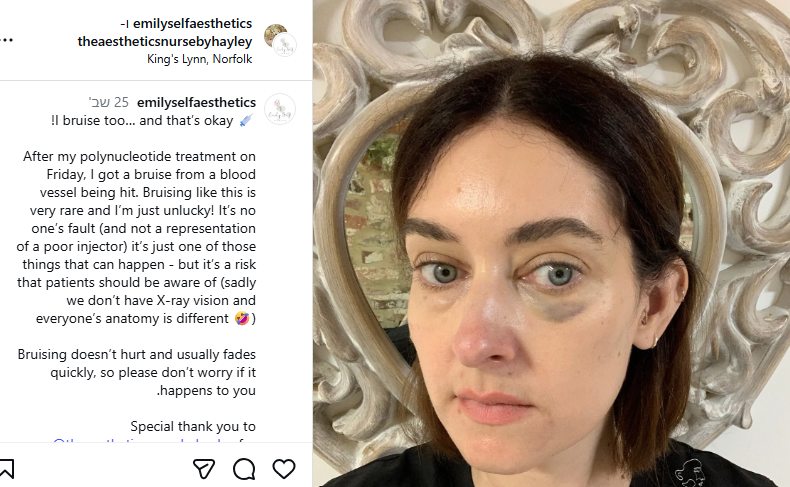 emilyselfaesthetics ו-
theaestheticsnursebyhayley
King's Lynn, Norfolk
emilyselfaesthetics 25 שב'
I bruise too... and that's okay 💉!
After my polynucleotide treatment on
Friday, I got a bruise from a blood
vessel being hit. Bruising like this is
very rare and I'm just unlucky! It's no
one's fault (and not a representation
of a poor injector) it's just one of those
things that can happen - but it's a risk
that patients should be aware of (sadly
we don't have X-ray vision and
everyone's anatomy is different 🤣)
Bruising doesn't hurt and usually fades
quickly, so please don't worry if it
happens to you.
Special thank you to